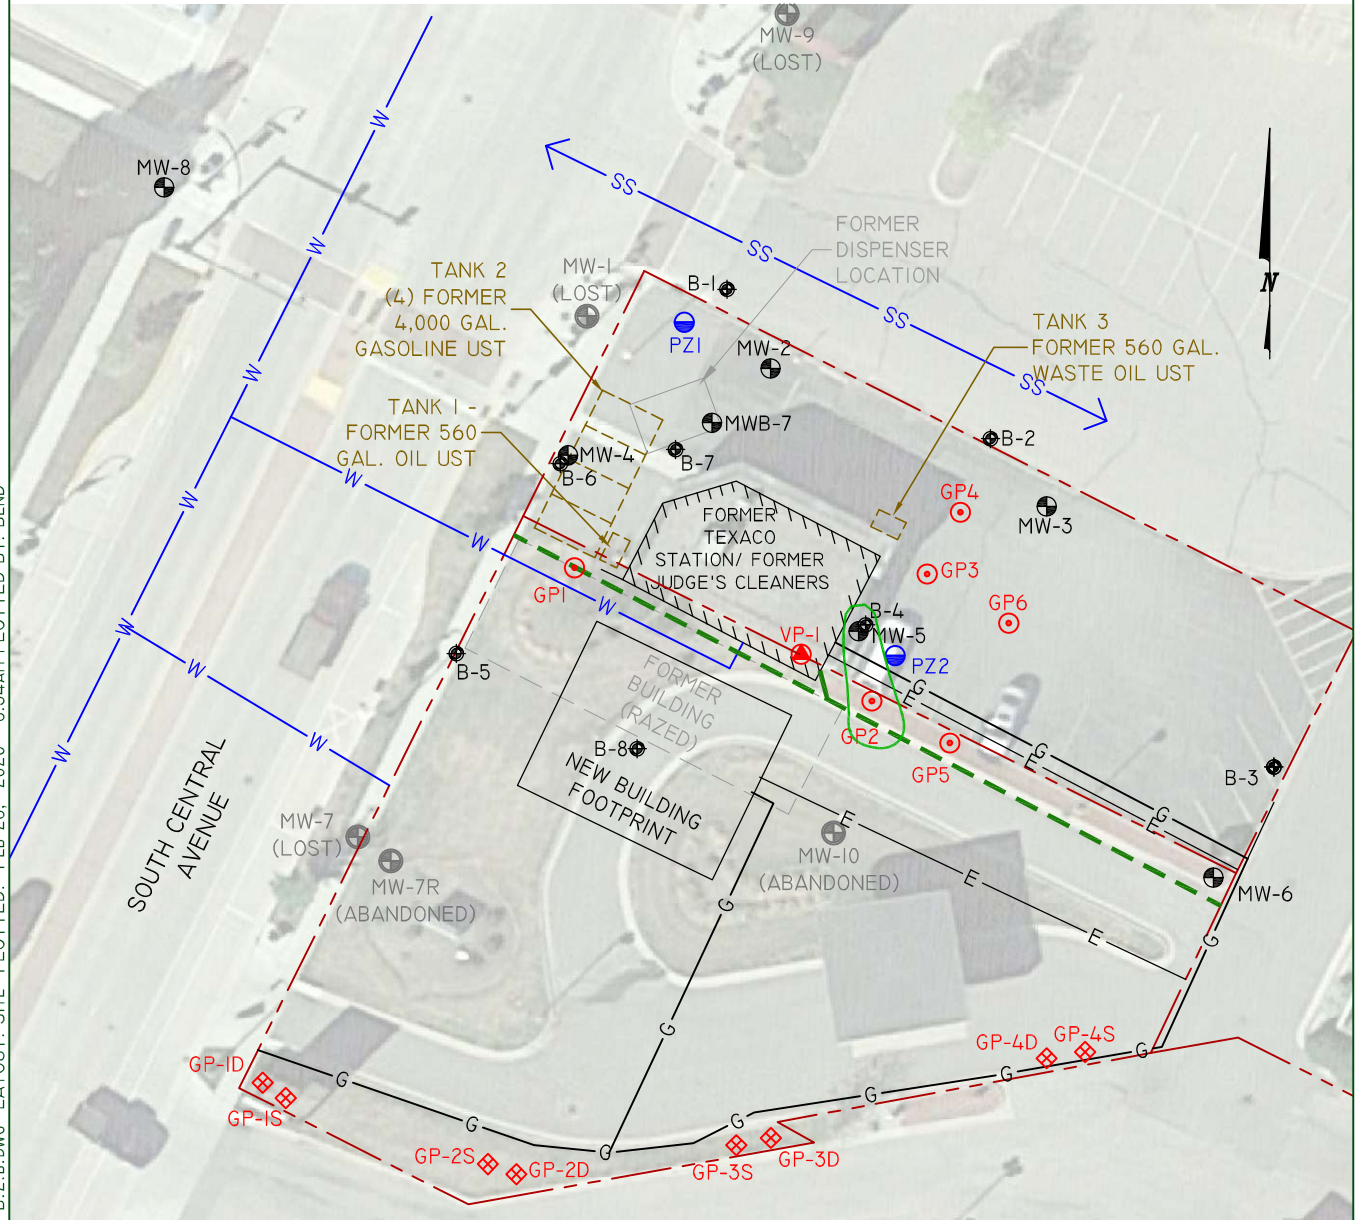 MW-9
(LOST)
MW-8
W
SS
SS
FORMER
DISPENSER
LOCATION
W
TANK 2
(4) FORMER
4,000 GAL.
GASOLINE UST
MW-1
(LOST)
B-1
PZ1
SS
N
TANK 3
FORMER 560 GAL.
WASTE OIL UST
SS
MW-2
W
TANK 1 -
FORMER 560
GAL. OIL UST
MWB-7
B-2
MW-4
B-6
B-7
W
W
GP4
MW-3
FORMER
TEXACO
STATION/ FORMER
JUDGE'S CLEANERS
W
GP1
W
GP3
GP6
B-4
MW-5
VP-1
PZ2
W
W
B-5
FORMER
BUILDING
(RAZED)
G
E
GP2
W
W
B-8
NEW BUILDING
FOOTPRINT
GP5
G
E
B-3
SOUTH CENTRAL
AVENUE
MW-7
(LOST)
MW-7R
(ABANDONED)
E
MW-10
(ABANDONED)
G
E
E
G
MW-6
E
G
G
GP-1D
GP-1S
G
G
GP-4D
GP-4S
G
G
G
G
G
G
GP-2S
GP-2D
GP-3S
GP-3D